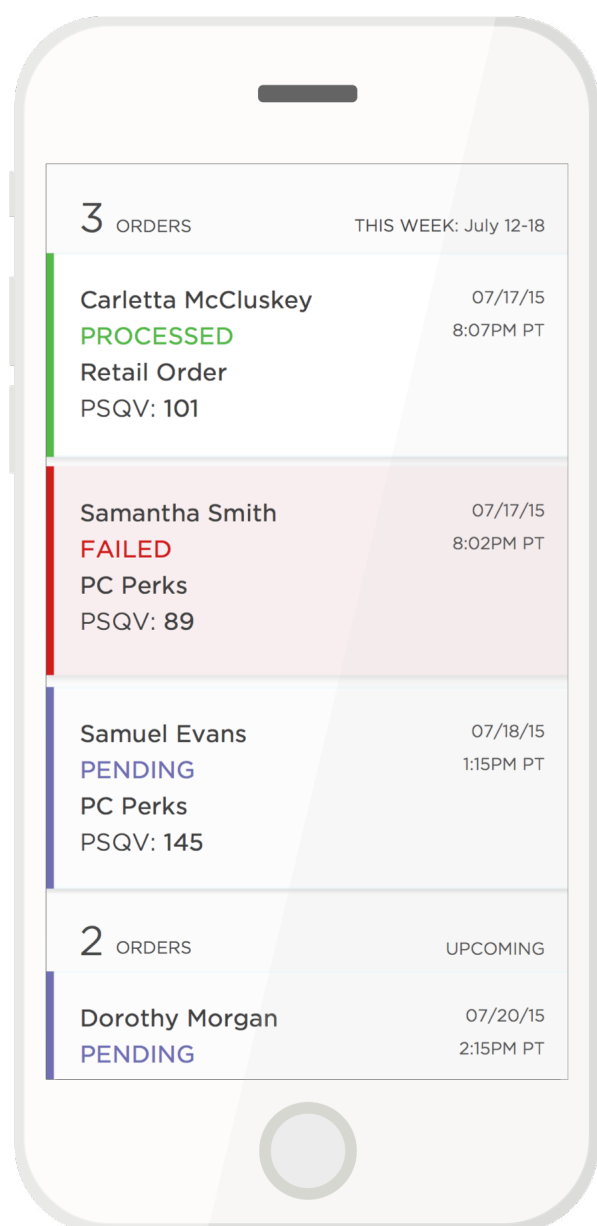 3 ORDERS THIS WEEK: July 12-18
Carletta McCluskey 07/17/15
PROCESSED 8:07PM PT
Retail Order
PSQV: 101
Samantha Smith 07/17/15
FAILED 8:02PM PT
PC Perks
PSQV: 89
Samuel Evans 07/18/15
PENDING 1:15PM PT
PC Perks
PSQV: 145
2 ORDERS UPCOMING
Dorothy Morgan 07/20/15
PENDING 2:15PM PT